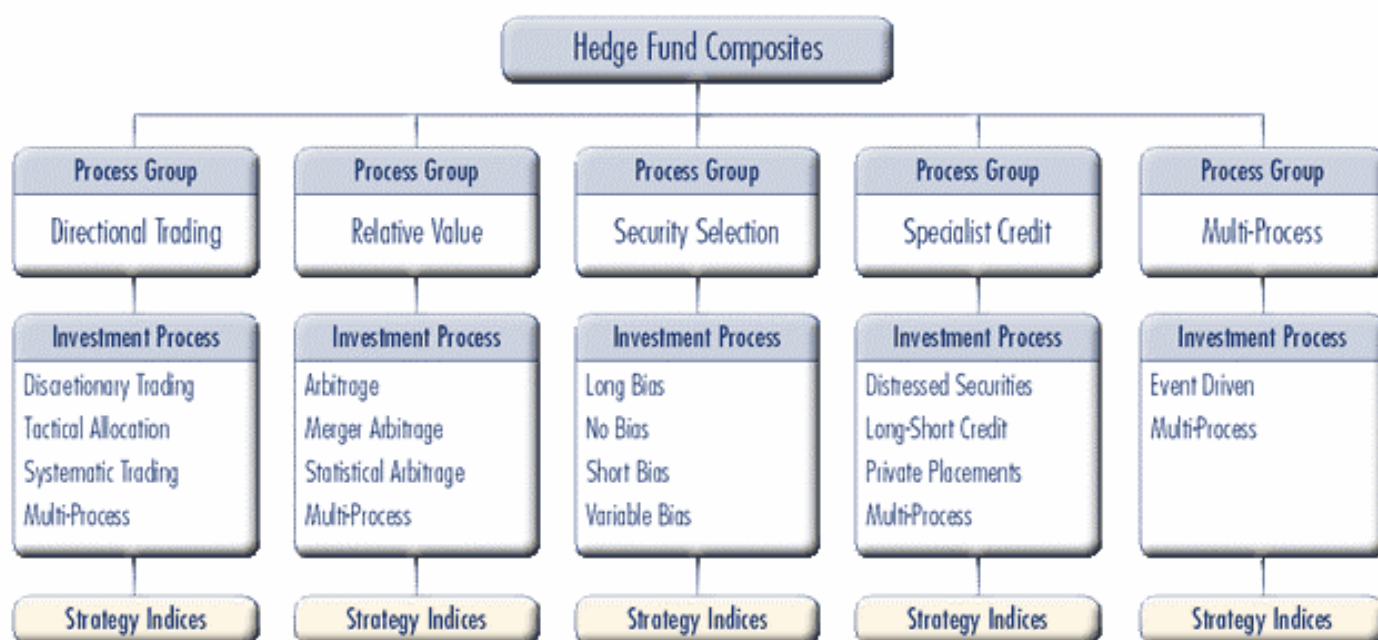 Hedge Fund Composites
Process Group
Directional Trading
Process Group
Relative Value
Process Group
Security Selection
Process Group
Specialist Credit
Process Group
Multi-Process
Investment Process
Discretionary Trading
Tactical Allocation
Systematic Trading
Multi-Process
Investment Process
Arbitrage
Merger Arbitrage
Statistical Arbitrage
Multi-Process
Investment Process
Long Bias
No Bias
Short Bias
Variable Bias
Investment Process
Distressed Securities
Long-Short Credit
Private Placements
Multi-Process
Investment Process
Event Driven
Multi-Process
Strategy Indices
Strategy Indices
Strategy Indices
Strategy Indices
Strategy Indices